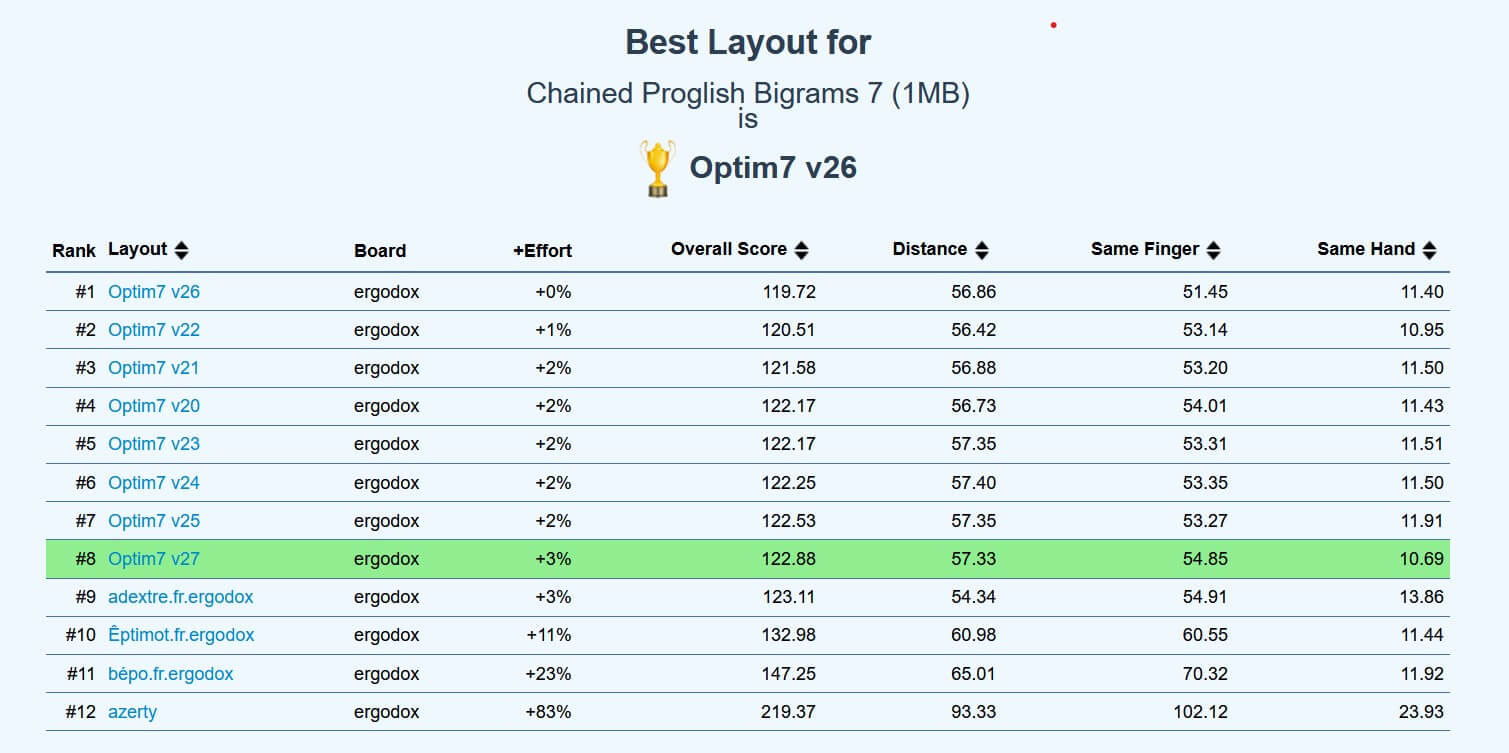 Best Layout for
Chained Proglish Bigrams 7 (1MB)
is
Optim7 v26
Rank Layout Board +Effort Overall Score Distance Same Finger Same Hand
#1 Optim7 v26 ergodox +0% 119.72 56.86 51.45 11.40
#2 Optim7 v22 ergodox +1% 120.51 56.42 53.14 10.95
#3 Optim7 v21 ergodox +2% 121.58 56.88 53.20 11.50
#4 Optim7 v20 ergodox +2% 122.17 56.73 54.01 11.43
#5 Optim7 v23 ergodox +2% 122.17 57.35 53.31 11.51
#6 Optim7 v24 ergodox +2% 122.25 57.40 53.35 11.50
#7 Optim7 v25 ergodox +2% 122.53 57.35 53.27 11.91
#8 Optim7 v27 ergodox +3% 122.88 57.33 54.85 10.69
#9 adextre.fr.ergodox ergodox +3% 123.11 54.34 54.91 13.86
#10 Êptimot.fr.ergodox ergodox +11% 132.98 60.98 60.55 11.44
#11 bépo.fr.ergodox ergodox +23% 147.25 65.01 70.32 11.92
#12 azerty ergodox +83% 219.37 93.33 102.12 23.93